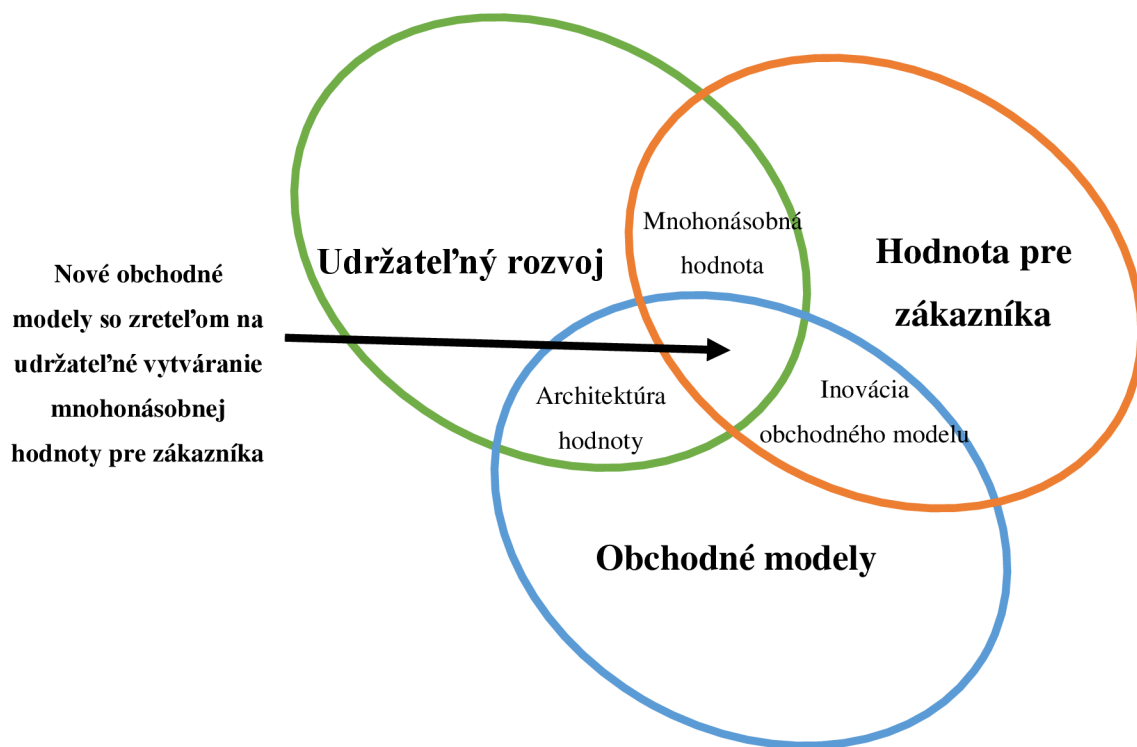 Nové obchodné
modely so zreteľom na
udržateľné vytváranie
mnohonásobnej
hodnoty pre zákazníka
Udržateľný rozvoj
Mnohonásobná
hodnota
Hodnota pre
zákazníka
Architektúra
hodnoty
Inovácia
obchodného modelu
Obchodné modely